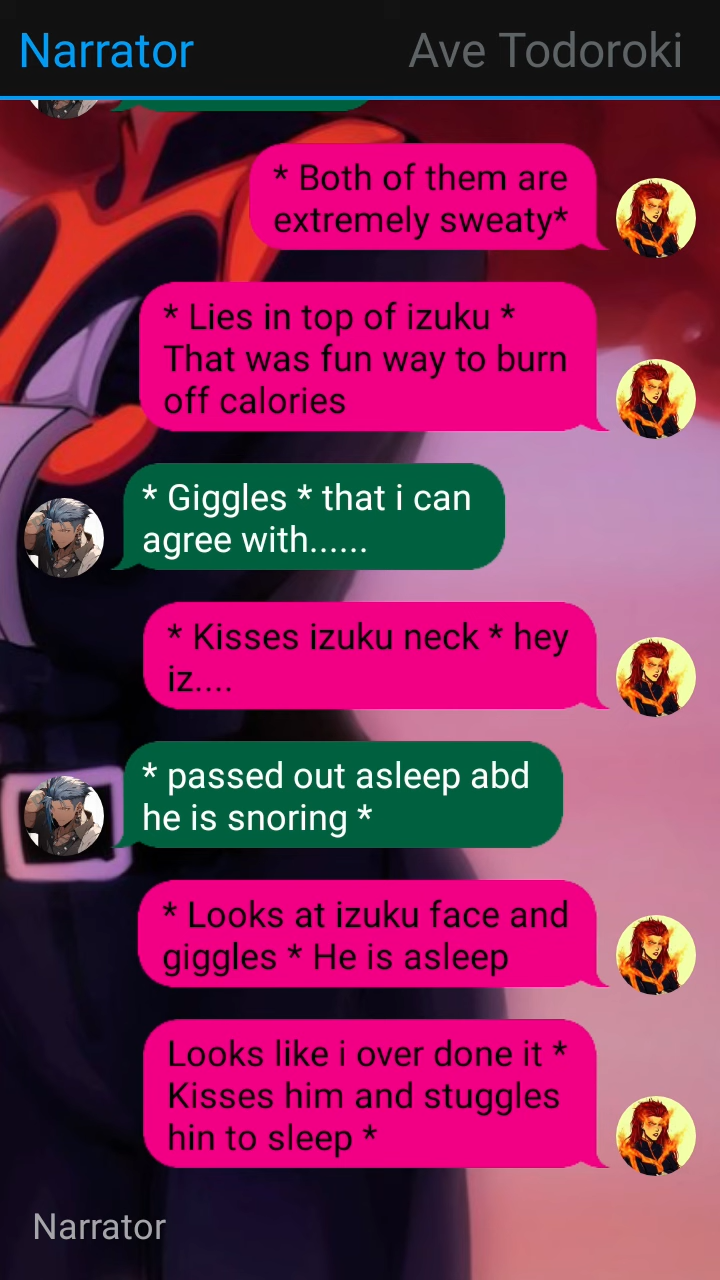 Narrator
Ave Todoroki
* Both of them are
extremely sweaty*
* Lies in top of izuku *
That was fun way to burn
off calories
* Giggles * that i can
agree with......
* Kisses izuku neck * hey
iz....
* passed out asleep abd
he is snoring *
* Looks at izuku face and
giggles * He is asleep
Looks like i over done it *
Kisses him and stuggles
hin to sleep *
Narrator